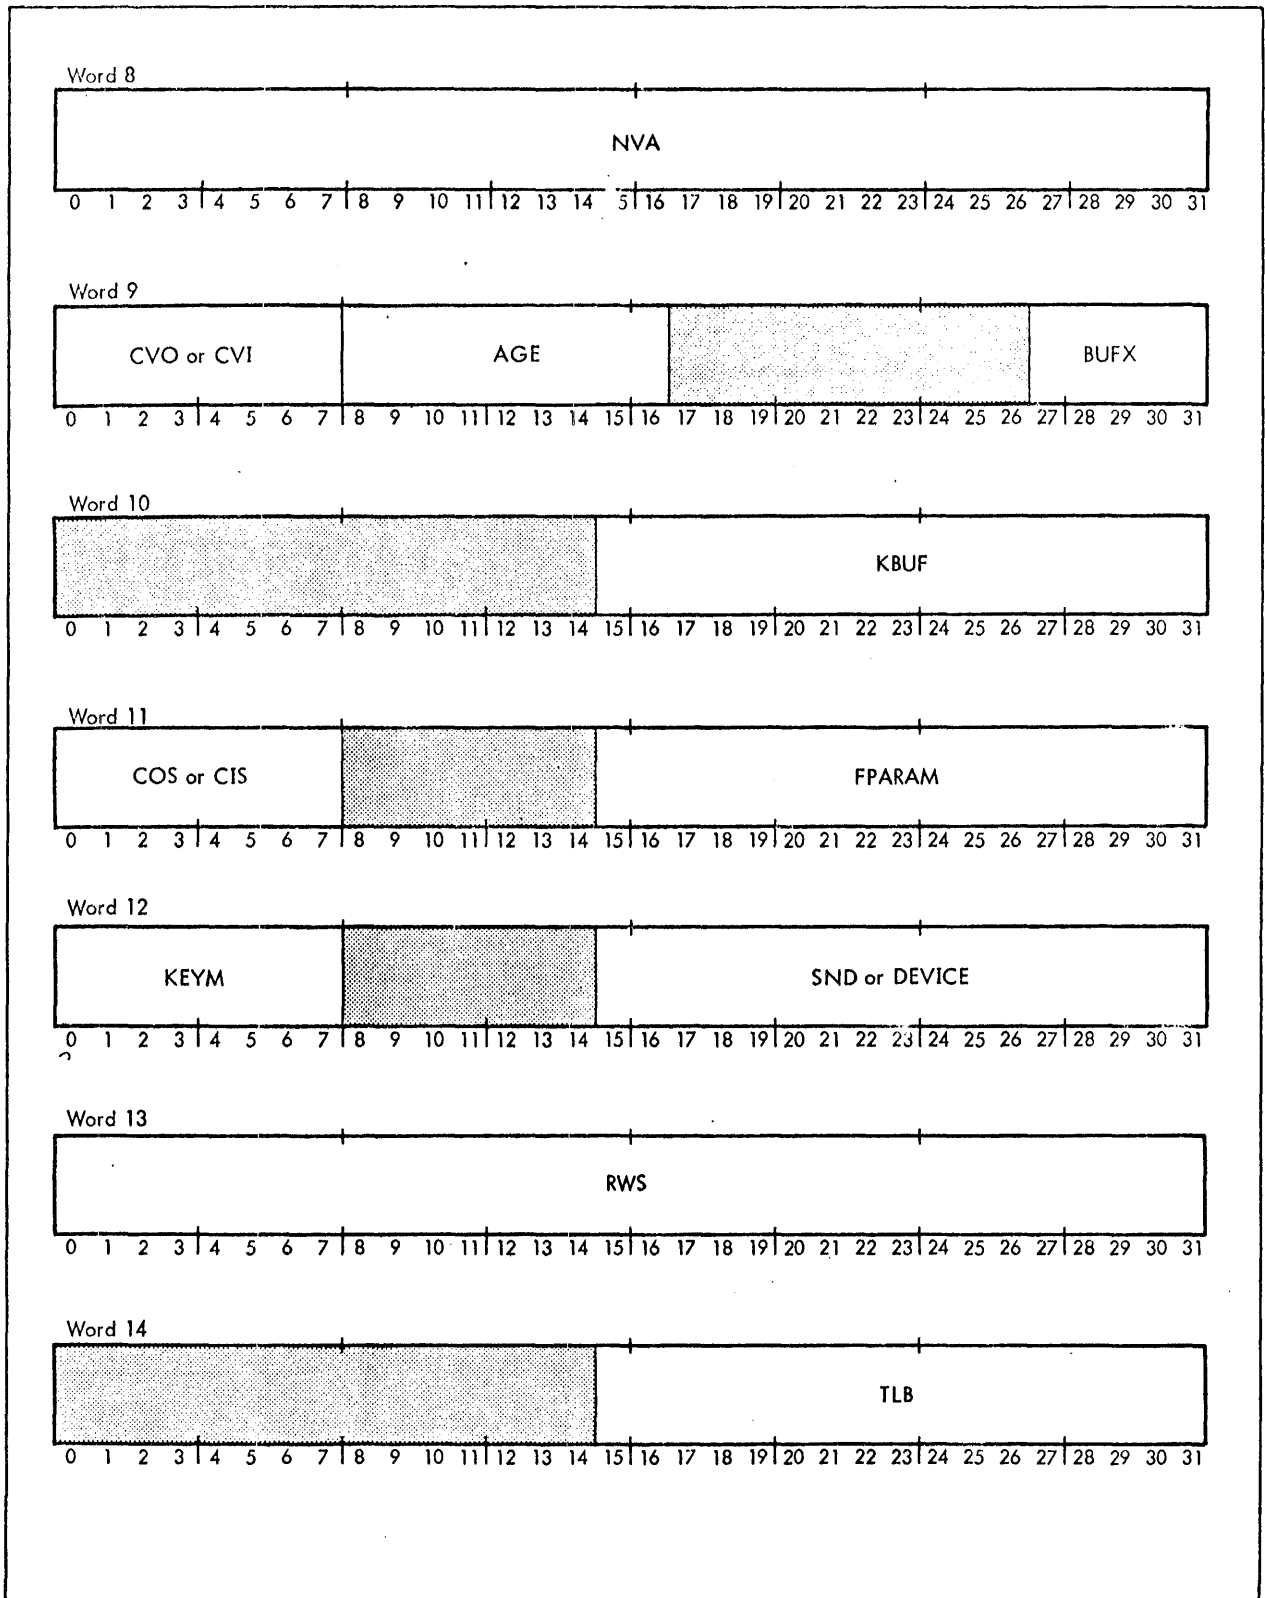 Word 8
NVA
0 1 2 3 4 5 6 7 8 9 10 11 12 13 14 5 16 17 18 19 20 21 22 23 24 25 26 27 28 29 30 31
Word 9
CVO or CVI AGE BUFX
0 1 2 3 4 5 6 7 8 9 10 11 12 13 14 15 16 17 18 19 20 21 22 23 24 25 26 27 28 29 30 31
Word 10
KBUF
0 1 2 3 4 5 6 7 8 9 10 11 12 13 14 15 16 17 18 19 20 21 22 23 24 25 26 27 28 29 30 31
Word 11
COS or CIS FPARAM
0 1 2 3 4 5 6 7 8 9 10 11 12 13 14 15 16 17 18 19 20 21 22 23 24 25 26 27 28 29 30 31
Word 12
KEYM SND or DEVICE
0 1 2 3 4 5 6 7 8 9 10 11 12 13 14 15 16 17 18 19 20 21 22 23 24 25 26 27 28 29 30 31
Word 13
RWS
0 1 2 3 4 5 6 7 8 9 10 11 12 13 14 15 16 17 18 19 20 21 22 23 24 25 26 27 28 29 30 31
Word 14
TLB
0 1 2 3 4 5 6 7 8 9 10 11 12 13 14 15 16 17 18 19 20 21 22 23 24 25 26 27 28 29 30 31